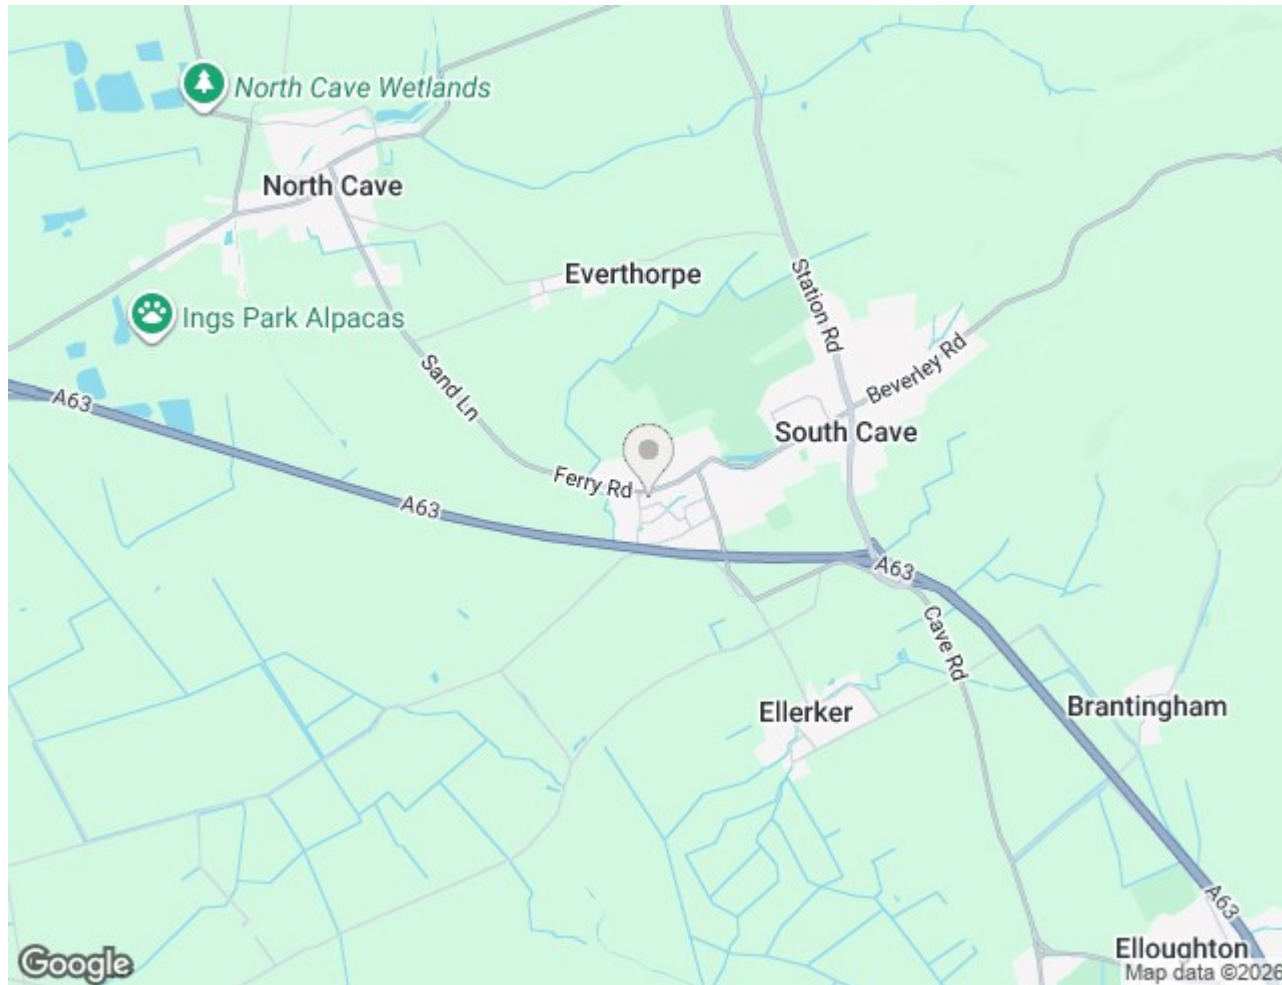 North Cave Wetlands
North Cave
Everthorpe
Station Rd
Ings Park Alpacas
Beverley Rd
Sand Ln
A63
South Cave
Ferry Rd
A63
A63
Cave Rd
Ellerker
Brantingham
A63
Elloughton
Google
Map data ©2026